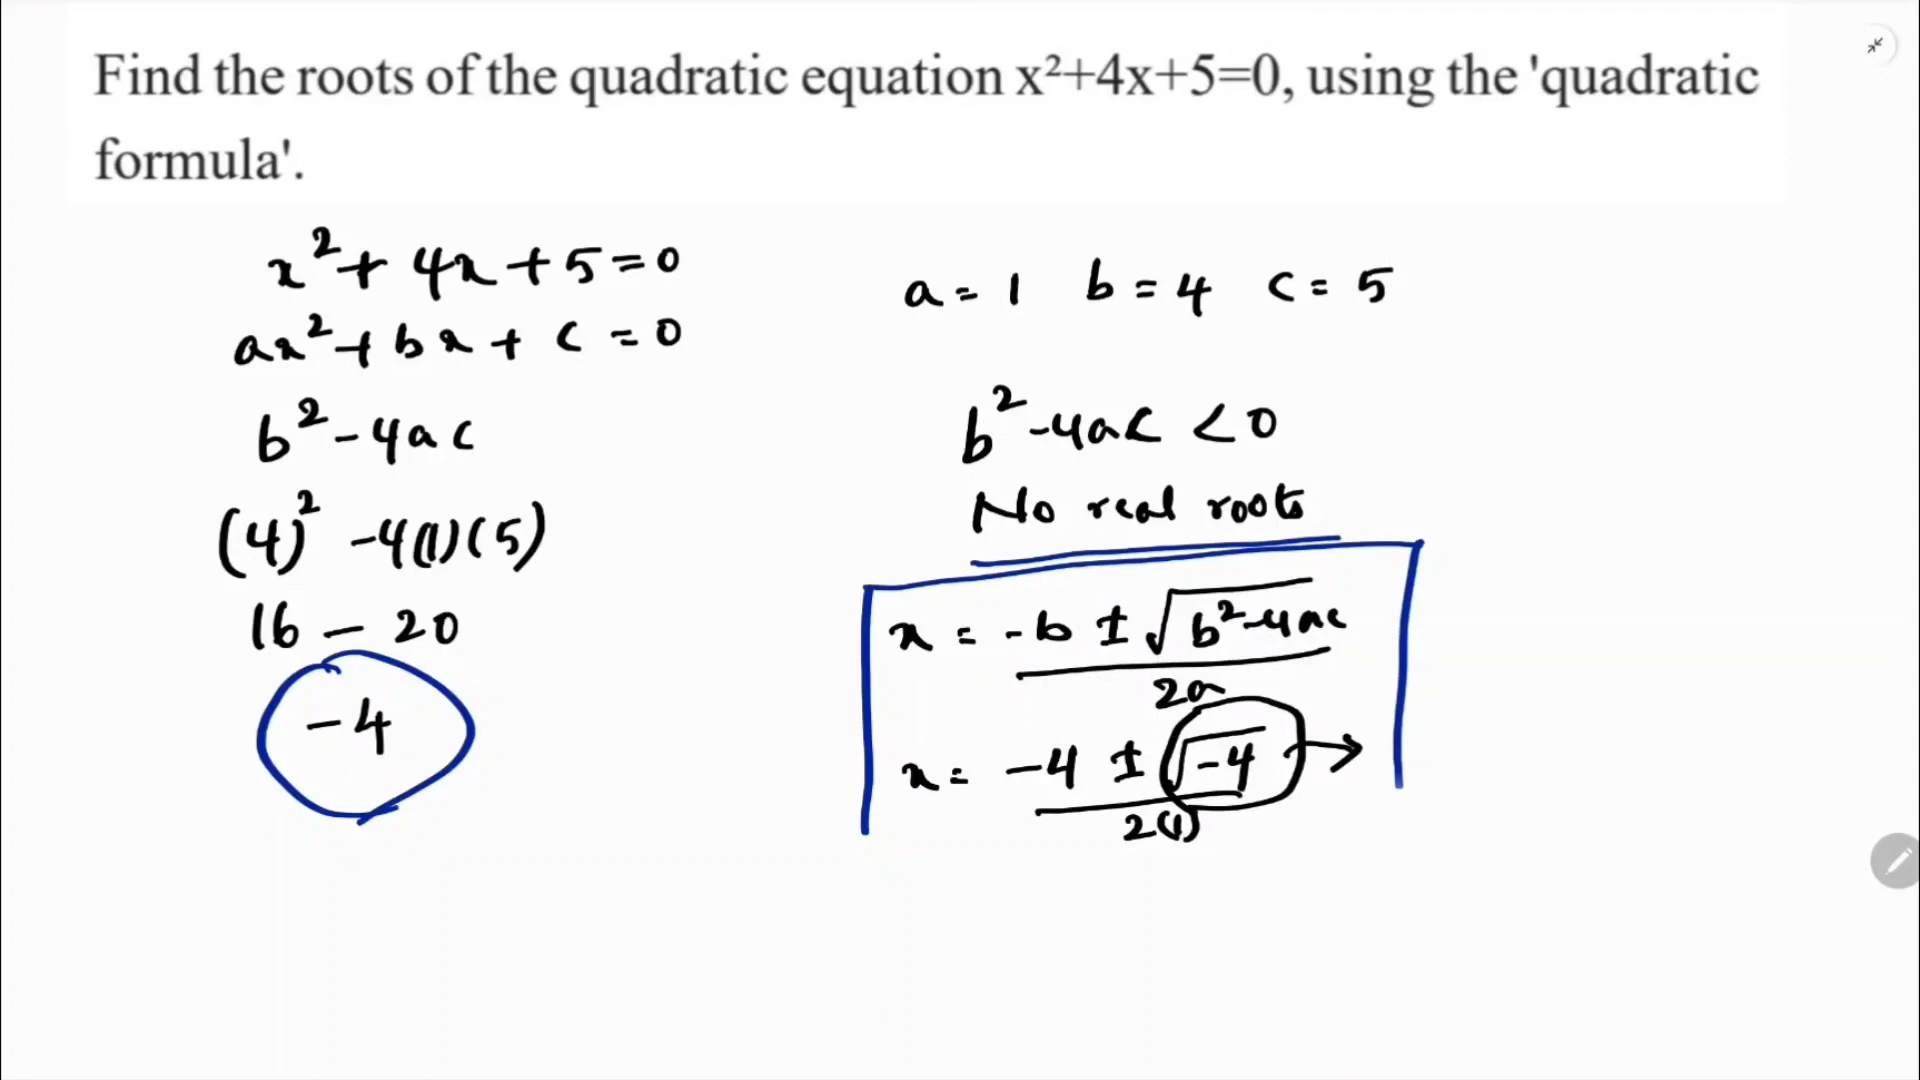 Find the roots of the quadratic equation x²+4x+5=0, using the 'quadratic
formula'.
x² + 4x + 5 = 0
ax² + bx + c = 0
b² - 4ac
(4)² - 4(1)(5)
16 - 20
-4
a = 1 b = 4 c = 5
b² - 4ac < 0
No real roots
x = -b ± √b² - 4ac
2a
x = -4 ± √-4 →
2(1)